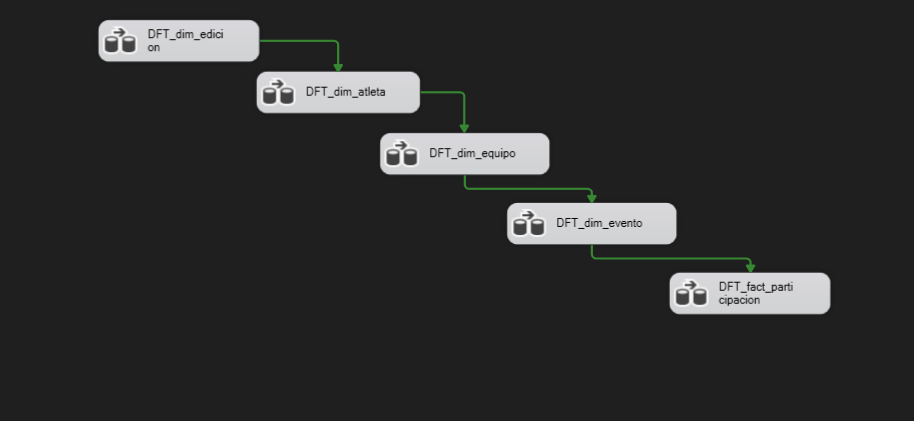 DFT_dim_edici
on
DFT_dim_atleta
DFT_dim_equipo
DFT_dim_evento
DFT_fact_parti
cipacion